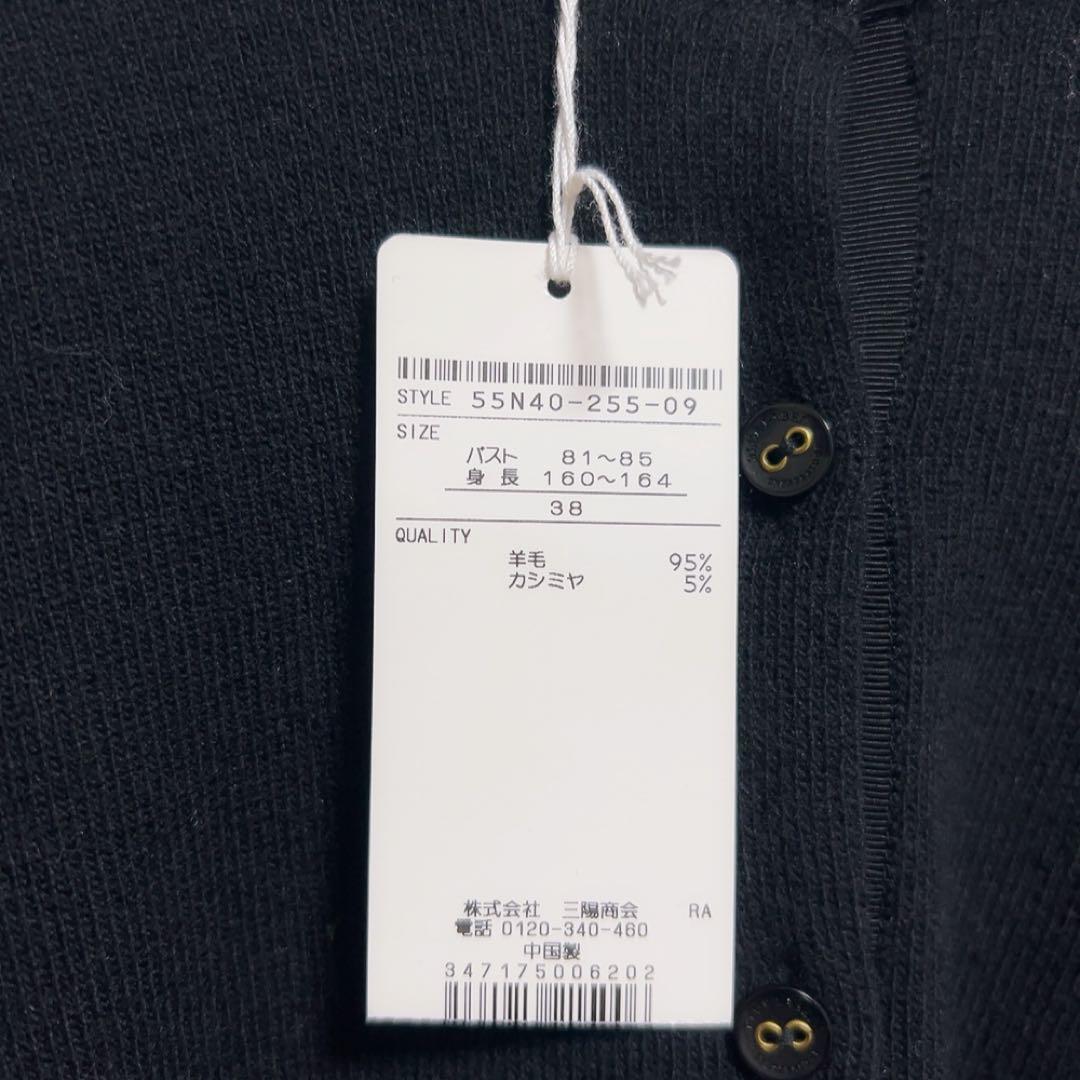 STYLE 55N40-255-09
SIZE
バスト 81〜85
身長 160〜164
38
QUALITY
羊毛 95%
カシミヤ 5%
株式会社 三陽商会 RA
電話 0120-340-460
中国製
347175006202